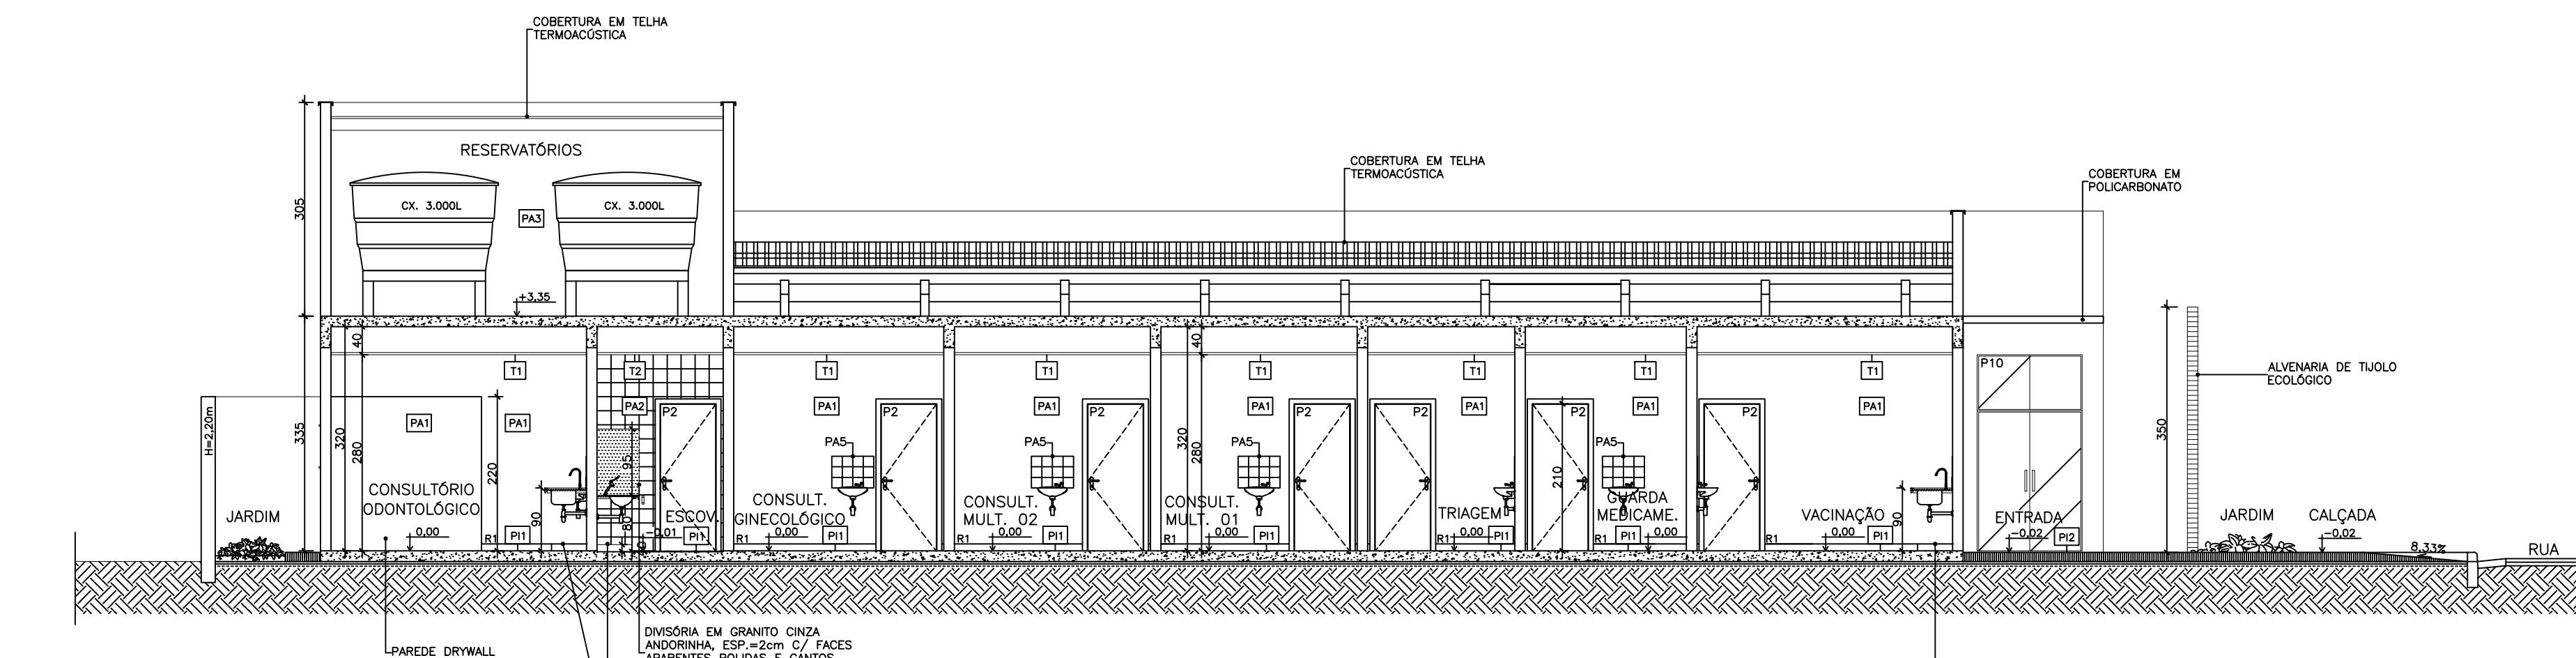 COBERTURA EM TELHA
TERMOACÚSTICA
RESERVATÓRIOS
COBERTURA EM TELHA
TERMOACÚSTICA
COBERTURA EM
POLICARBONATO
CX. 3.000L
PA3
CX. 3.000L
305
+3,35
40
40
T1
T2
T1
T1
T1
T1
T1
T1
P10
ALVENARIA DE TIJOLO
ECOLÓGICO
H=2,20m
335
320
280
PA1
PA1
PA2
P2
PA1
P2
PA1
P2
PA1
P2
P2
PA1
P2
PA1
P2
PA1
350
PA5
PA5
PA5
PA5
320
280
220
95
210
90
80
90
JARDIM
CONSULTÓRIO
ODONTOLÓGICO
0,00
PI1
R1
ESCOV.
-0,01
PI1
CONSULT.
GINECOLÓGICO
R1
0,00
PI1
CONSULT.
MULT. 02
R1
0,00
PI1
CONSULT.
MULT. 01
R1
0,00
PI1
TRIAGEM
R1
0,00
PI1
GUARDA
MEDICAME.
R1
PI1
0,00
VACINAÇÃO
R1
0,00
PI1
ENTRADA
-0,02
PI2
JARDIM
CALÇADA
-0,02
8.33%
RUA
PAREDE DRYWALL
DIVISÓRIA EM GRANITO CINZA
ANDORINHA, ESP.=2cm C/ FACES
APARENTES POLIDAS E CANTOS